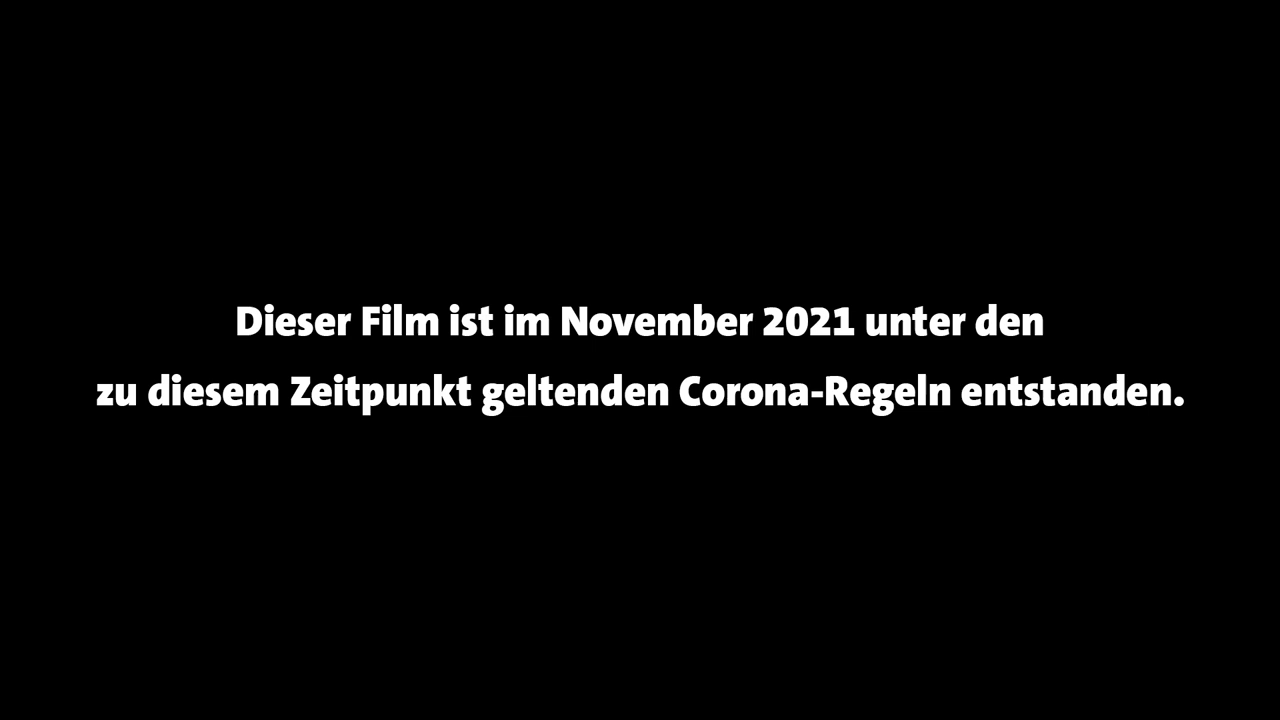 Dieser Film ist im November 2021 unter den
zu diesem Zeitpunkt geltenden Corona-Regeln entstanden.